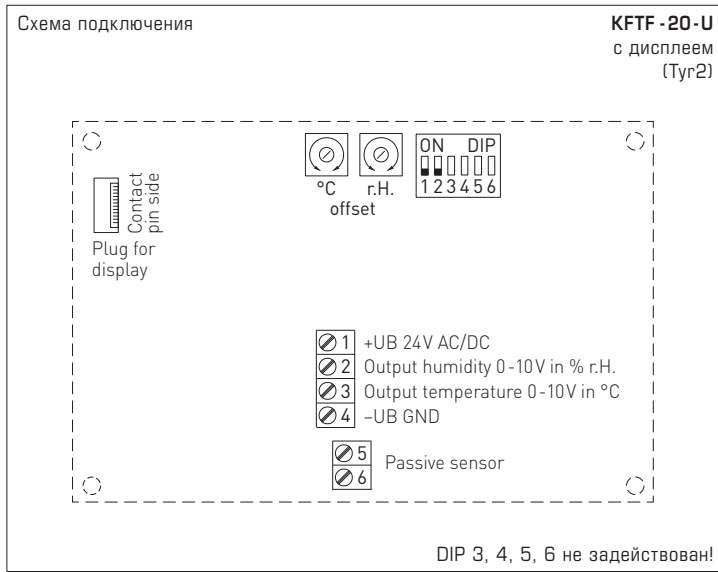 Схема подключения
KFTF - 20 - U
с дисплеем
(Tyr2)
ON DIP
1 2 3 4 5 6
°C r.H.
offset
Contact
pin side
Plug for
display
1 +UB 24V AC/DC
2 Output humidity 0 - 10V in % r.H.
3 Output temperature 0 - 10V in °C
4 –UB GND
5
6
Passive sensor
DIP 3, 4, 5, 6 не задействован!